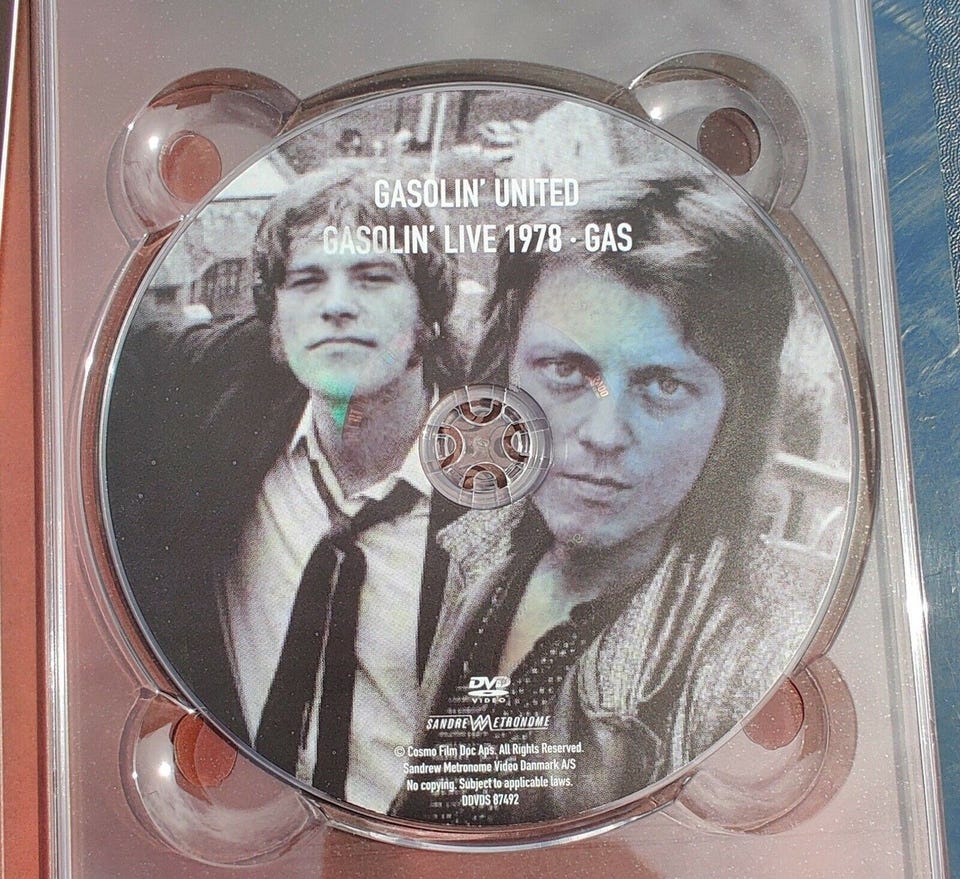 GASOLIN' UNITED
GASOLIN' LIVE 1978 · GAS
DVD
VIDEO
SANDREW METRONOME
© Cosmo Film Doc Aps. All Rights Reserved.
Sandrew Metronome Video Danmark A/S
No copying. Subject to applicable laws.
DDVDS 87492